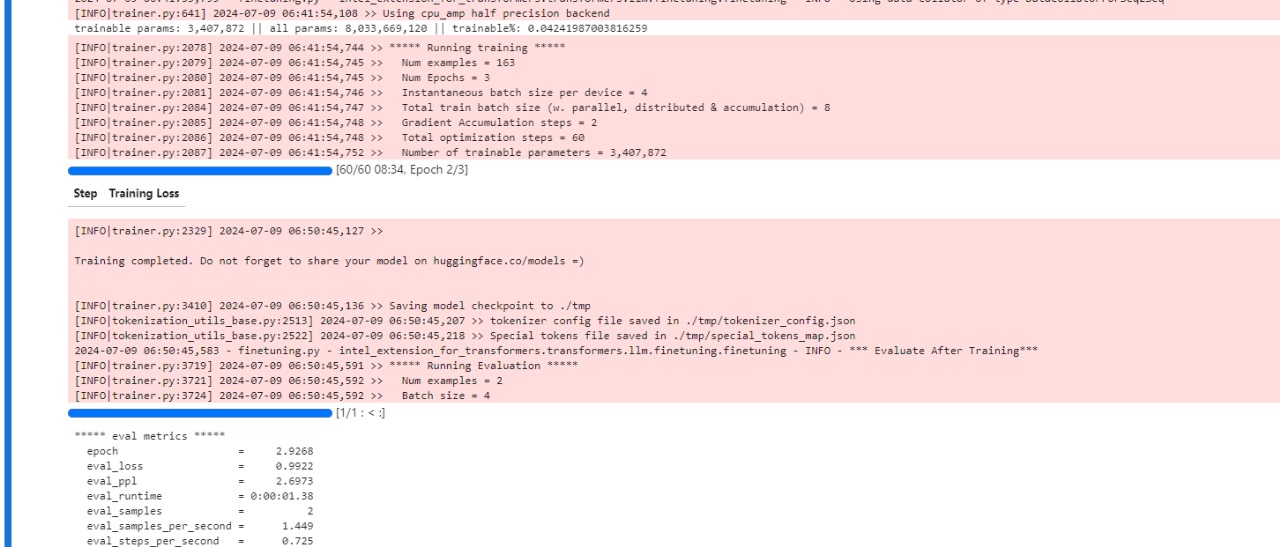 [INFO|trainer.py:641] 2024-07-09 06:41:54,108 >> Using cpu_amp half precision backend
trainable params: 3,407,872 || all params: 8,033,669,120 || trainable%: 0.04241987003816259
[INFO|trainer.py:2078] 2024-07-09 06:41:54,744 >> ***** Running training *****
[INFO|trainer.py:2079] 2024-07-09 06:41:54,745 >>   Num examples = 163
[INFO|trainer.py:2080] 2024-07-09 06:41:54,745 >>   Num Epochs = 3
[INFO|trainer.py:2081] 2024-07-09 06:41:54,746 >>   Instantaneous batch size per device = 4
[INFO|trainer.py:2084] 2024-07-09 06:41:54,747 >>   Total train batch size (w. parallel, distributed & accumulation) = 8
[INFO|trainer.py:2085] 2024-07-09 06:41:54,748 >>   Gradient Accumulation steps = 2
[INFO|trainer.py:2086] 2024-07-09 06:41:54,748 >>   Total optimization steps = 60
[INFO|trainer.py:2087] 2024-07-09 06:41:54,752 >>   Number of trainable parameters = 3,407,872
[60/60 08:34, Epoch 2/3]
Step Training Loss
[INFO|trainer.py:2329] 2024-07-09 06:50:45,127 >>
Training completed. Do not forget to share your model on huggingface.co/models =)
[INFO|trainer.py:3410] 2024-07-09 06:50:45,136 >> Saving model checkpoint to ./tmp
[INFO|tokenization_utils_base.py:2513] 2024-07-09 06:50:45,207 >> tokenizer config file saved in ./tmp/tokenizer_config.json
[INFO|tokenization_utils_base.py:2522] 2024-07-09 06:50:45,218 >> Special tokens file saved in ./tmp/special_tokens_map.json
2024-07-09 06:50:45,583 - finetuning.py - intel_extension_for_transformers.transformers.llm.finetuning.finetuning - INFO - *** Evaluate After Training***
[INFO|trainer.py:3719] 2024-07-09 06:50:45,591 >> ***** Running Evaluation *****
[INFO|trainer.py:3721] 2024-07-09 06:50:45,592 >>   Num examples = 2
[INFO|trainer.py:3724] 2024-07-09 06:50:45,592 >>   Batch size = 4
[1/1 : < :]
***** eval metrics *****
epoch = 2.9268
eval_loss = 0.9922
eval_ppl = 2.6973
eval_runtime = 0:00:01.38
eval_samples = 2
eval_samples_per_second = 1.449
eval_steps_per_second = 0.725